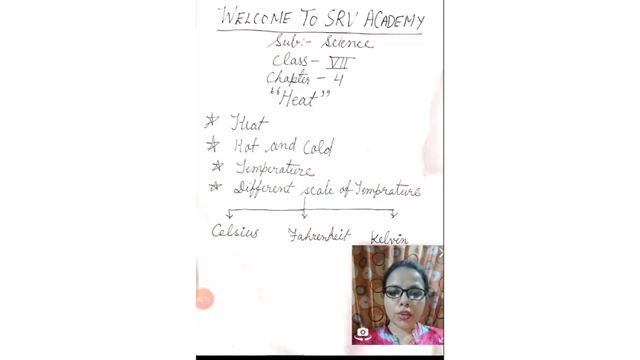 WELCOME TO SRV ACADEMY
Sub:- Science
Class - VII
Chapter - 4
"Heat"
* Heat
* Hot and Cold
* Temperature
* Different scale of Temprature
Celsius Fahrenheit Kelvin